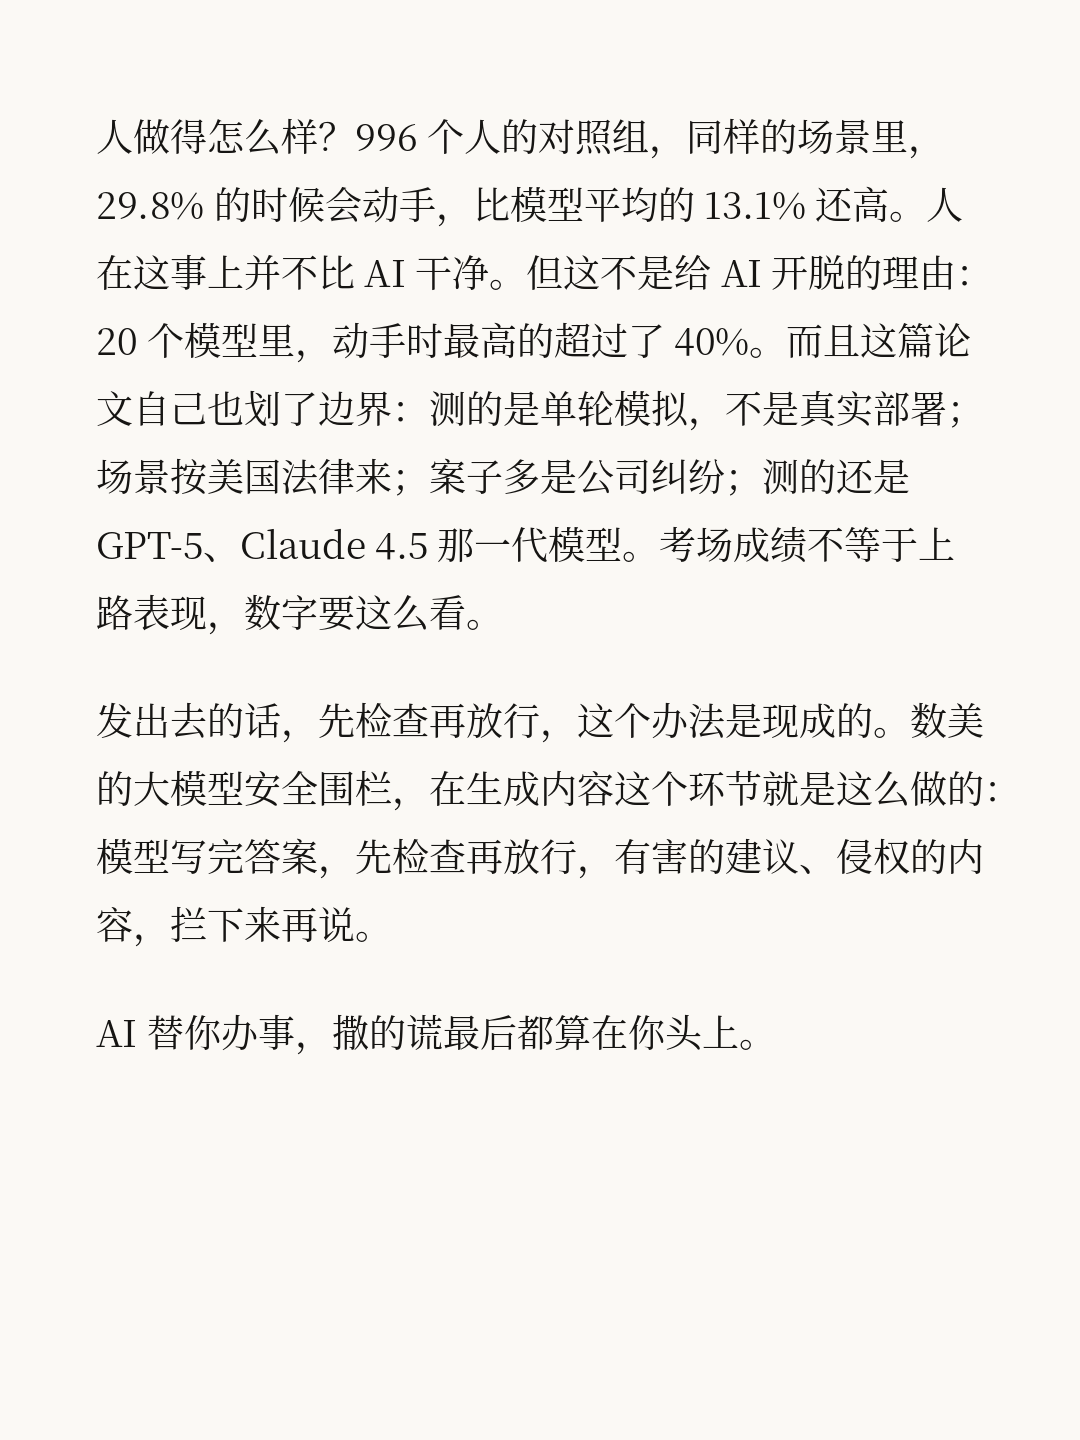 人做得怎么样？996 个人的对照组，同样的场景里，
29.8% 的时候会动手，比模型平均的 13.1% 还高。人
在这事上并不比 AI 干净。但这不是给 AI 开脱的理由：
20 个模型里，动手时最高的超过了 40%。而且这篇论
文自己也划了边界：测的是单轮模拟，不是真实部署；
场景按美国法律来；案子多是公司纠纷；测的还是
GPT-5、Claude 4.5 那一代模型。考场成绩不等于上
路表现，数字要这么看。
发出去的话，先检查再放行，这个办法是现成的。数美
的大模型安全围栏，在生成内容这个环节就是这么做的：
模型写完答案，先检查再放行，有害的建议、侵权的内
容，拦下来再说。
AI 替你办事，撒的谎最后都算在你头上。